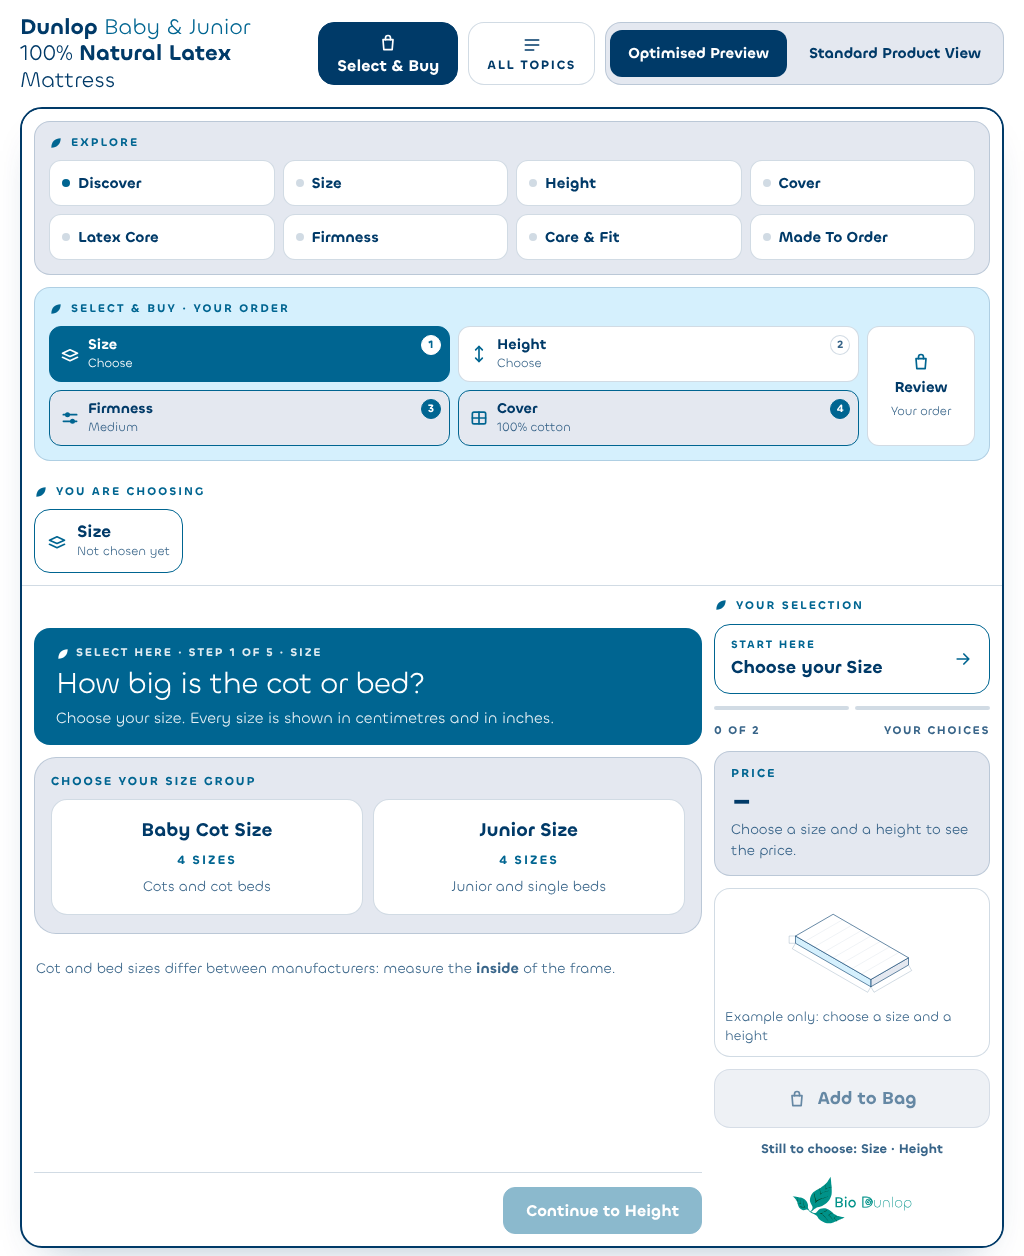 Dunlop Baby & Junior
100% Natural Latex
Mattress
Select & Buy
ALL TOPICS
Optimised Preview
Standard Product View
EXPLORE
Discover
Size
Height
Cover
Latex Core
Firmness
Care & Fit
Made To Order
SELECT & BUY · YOUR ORDER
Size
Choose
1
Height
Choose
2
Firmness
Medium
3
Cover
100% cotton
4
Review
Your order
YOU ARE CHOOSING
Size
Not chosen yet
SELECT HERE · STEP 1 OF 5 · SIZE
How big is the cot or bed?
Choose your size. Every size is shown in centimetres and in inches.
CHOOSE YOUR SIZE GROUP
Baby Cot Size
4 SIZES
Cots and cot beds
Junior Size
4 SIZES
Junior and single beds
Cot and bed sizes differ between manufacturers: measure the inside of the frame.
Continue to Height
YOUR SELECTION
START HERE
Choose your Size
0 OF 2
YOUR CHOICES
PRICE
–
Choose a size and a height to see
the price.
Example only: choose a size and a
height
Add to Bag
Still to choose: Size · Height
Bio Dunlop